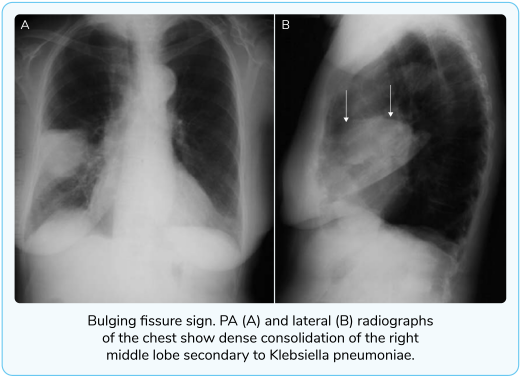 A
B
Bulging fissure sign. PA (A) and lateral (B) radiographs
of the chest show dense consolidation of the right
middle lobe secondary to Klebsiella pneumoniae.